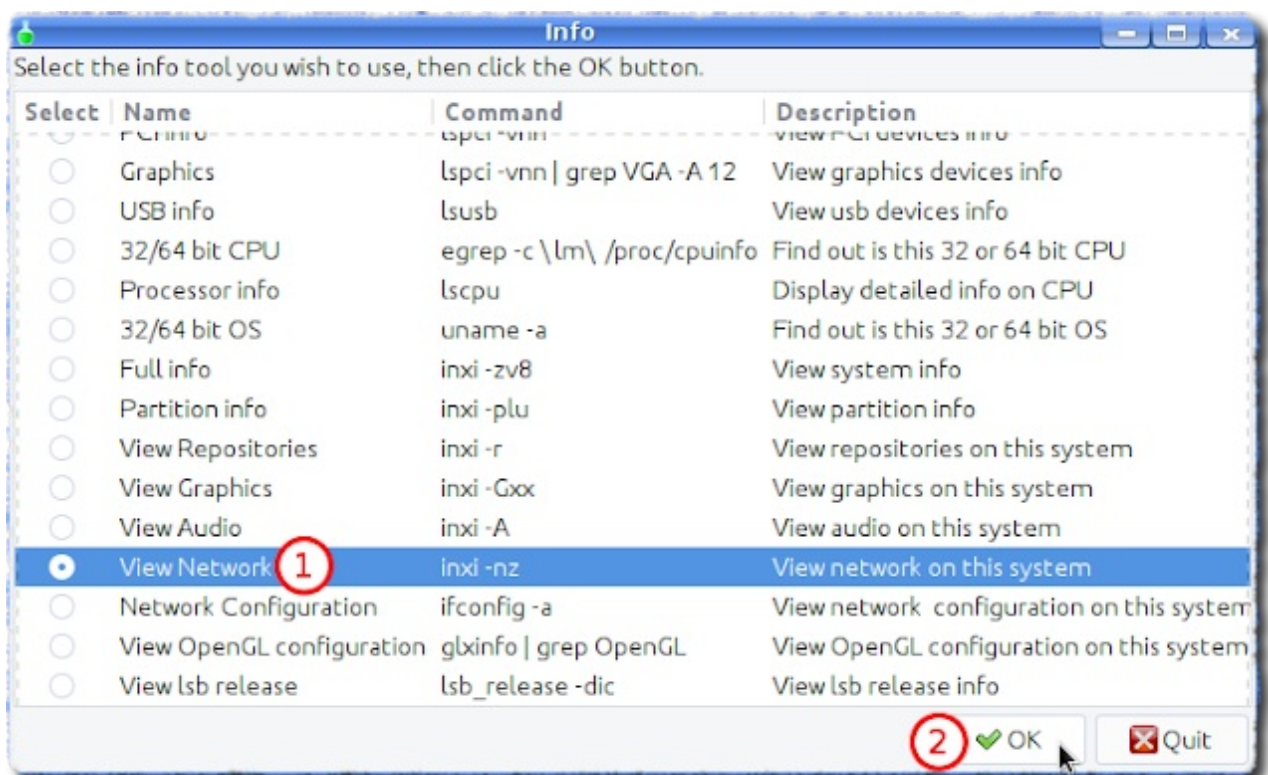 Info
Select the info tool you wish to use, then click the OK button.
Select Name Command Description
PCI info lspci -vnn View PCI devices info
Graphics lspci -vnn | grep VGA -A 12 View graphics devices info
USB info lsusb View usb devices info
32/64 bit CPU egrep -c \ lm\ /proc/cpuinfo Find out is this 32 or 64 bit CPU
Processor info lscpu Display detailed info on CPU
32/64 bit OS uname -a Find out is this 32 or 64 bit OS
Full info inxi -zv8 View system info
Partition info inxi -plu View partition info
View Repositories inxi -r View repositories on this system
View Graphics inxi -Gxx View graphics on this system
View Audio inxi -A View audio on this system
View Network 1 inxi -nz View network on this system
Network Configuration ifconfig -a View network configuration on this system
View OpenGL configuration glxinfo | grep OpenGL View OpenGL configuration on this system
View lsb release lsb_release -dic View lsb release info
2 OK Quit